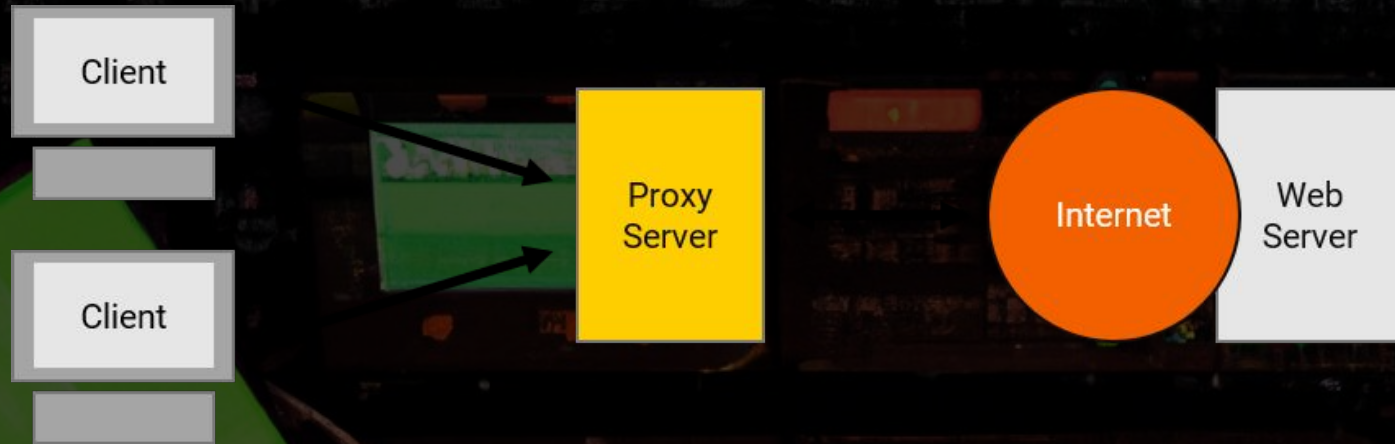 Client
Client
Proxy
Server
Internet
Web
Server